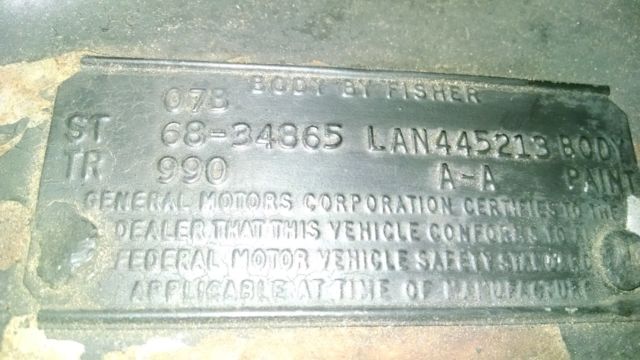 07B BODY BY FISHER
ST 68-34865 LAN445213 BODY
TR 990 A-A PAINT
GENERAL MOTORS CORPORATION CERTIFIES TO THE
DEALER THAT THIS VEHICLE CONFORMS TO
FEDERAL MOTOR VEHICLE SAFETY STANDARDS
APPLICABLE AT TIME OF MANUFACTURE